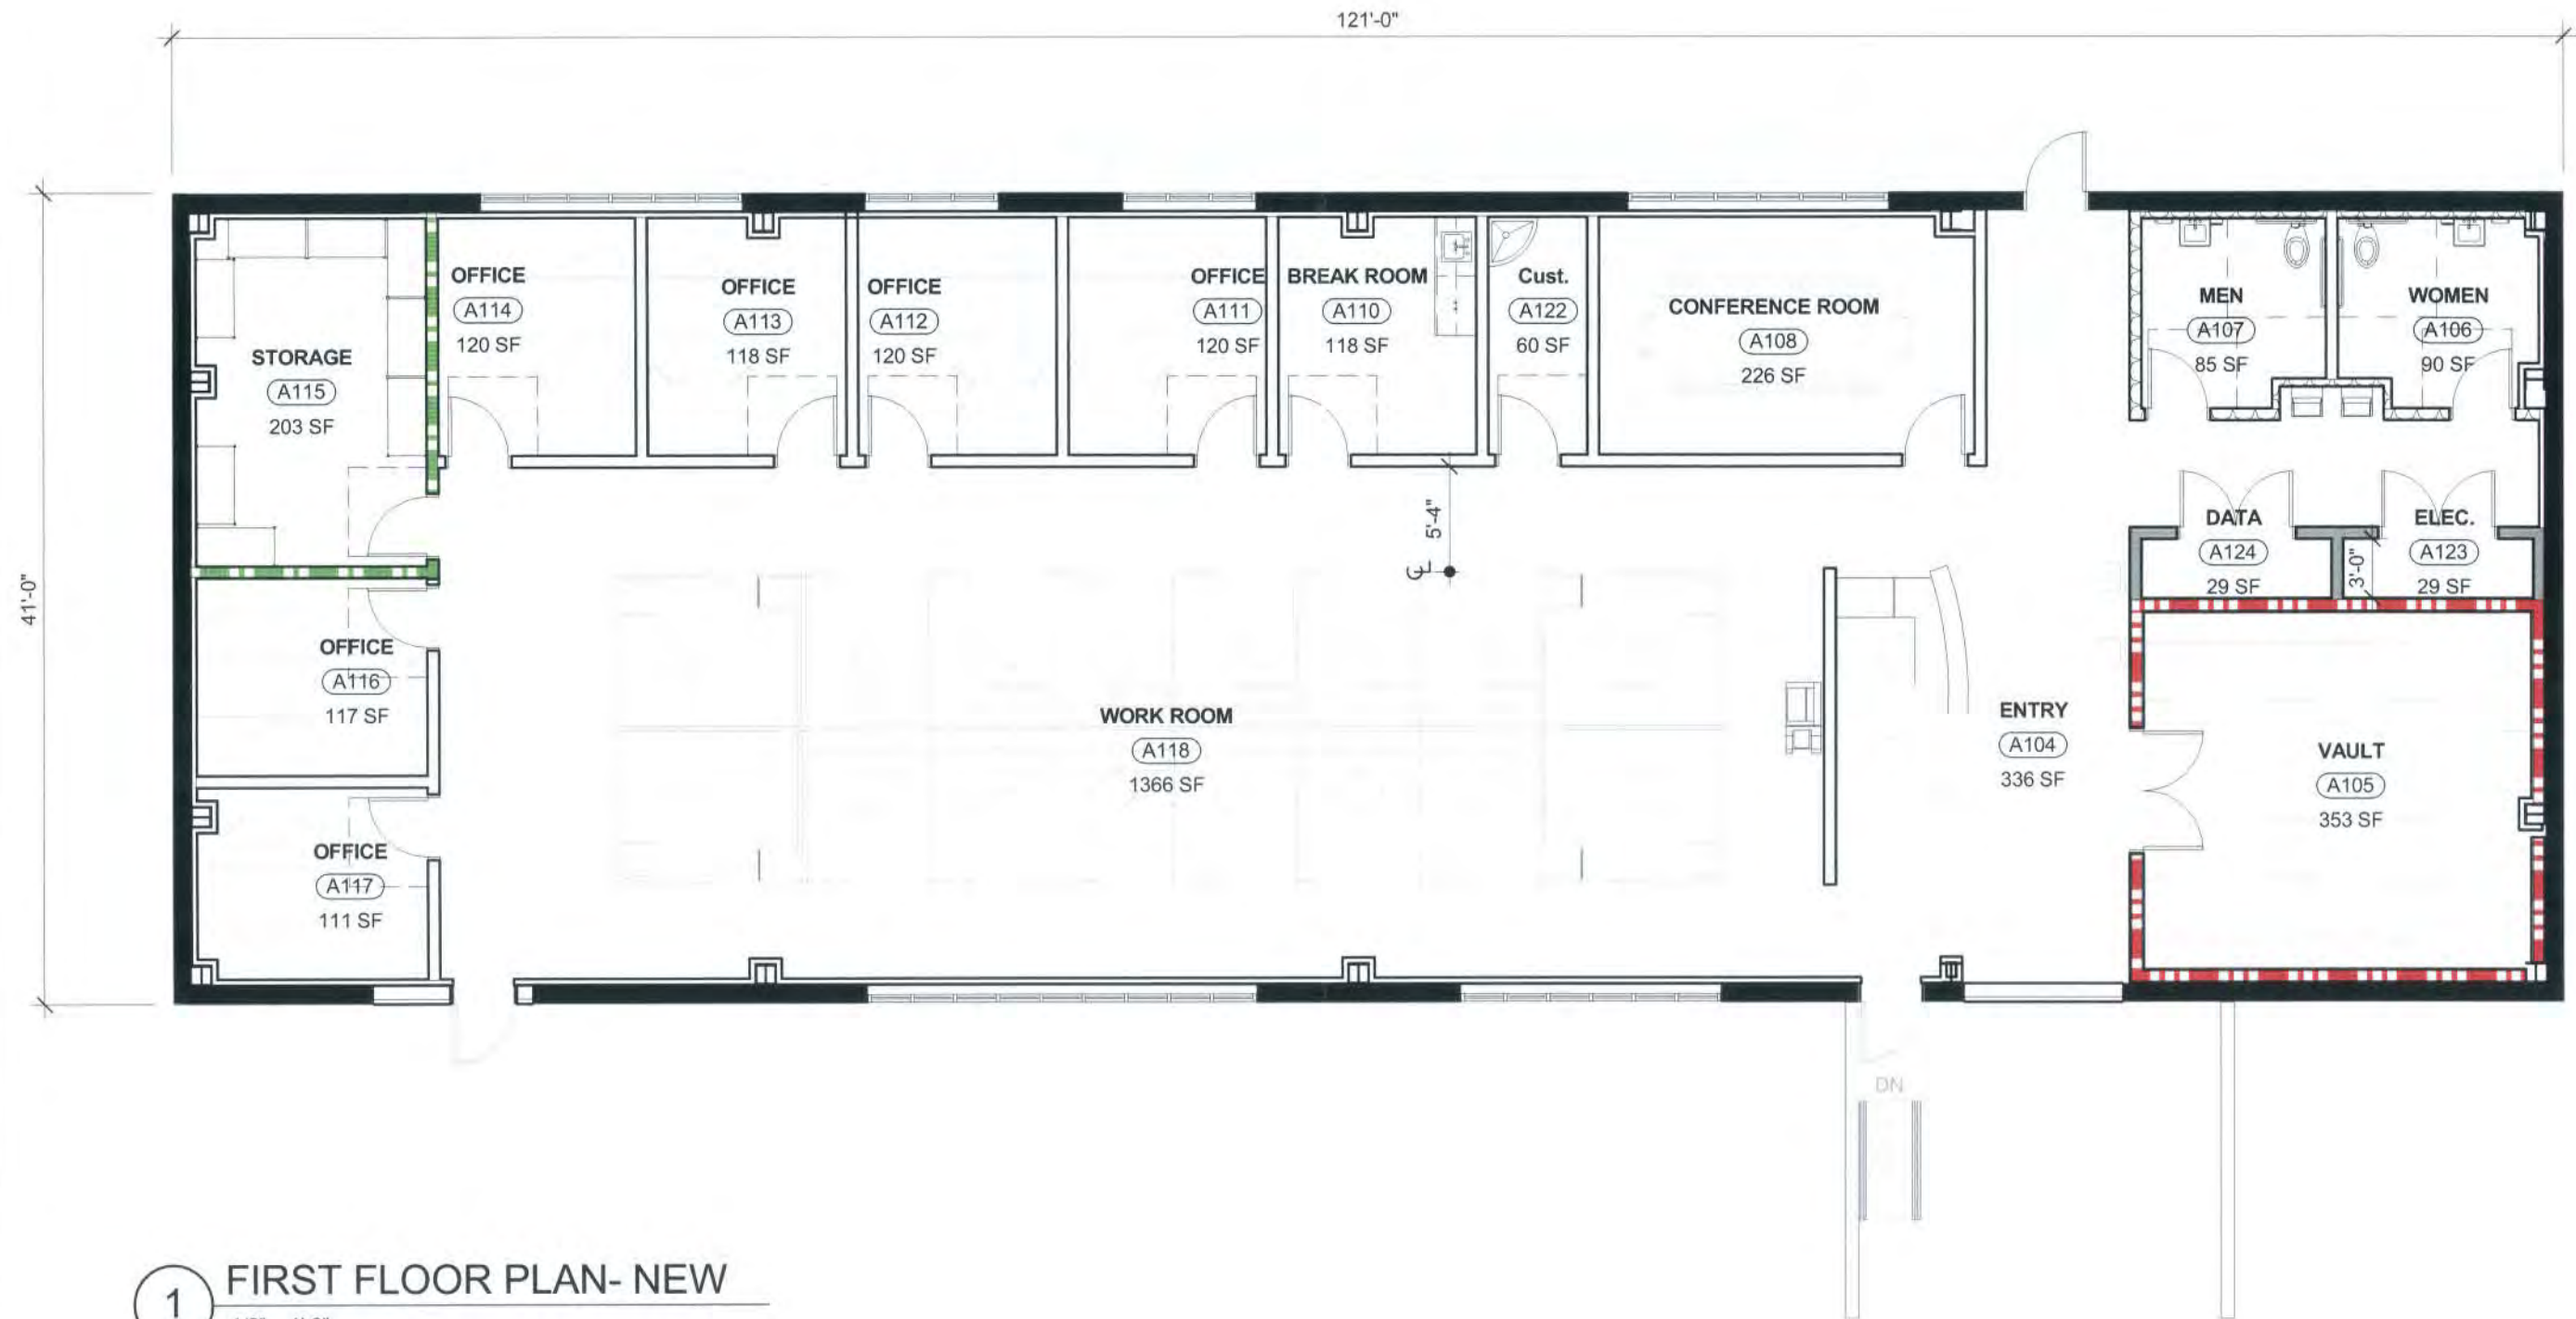 121'-0"
41'-0"
STORAGE
A115
203 SF
OFFICE
A114
120 SF
OFFICE
A113
118 SF
OFFICE
A112
120 SF
OFFICE
A111
120 SF
BREAK ROOM
A110
118 SF
Cust.
A122
60 SF
CONFERENCE ROOM
A108
226 SF
MEN
A107
85 SF
WOMEN
A106
90 SF
5'-4"
DATA
A124
29 SF
3'-0"
ELEC.
A123
29 SF
OFFICE
A116
117 SF
WORK ROOM
A118
1366 SF
ENTRY
A104
336 SF
VAULT
A105
353 SF
OFFICE
A117
111 SF
DN
1
FIRST FLOOR PLAN- NEW